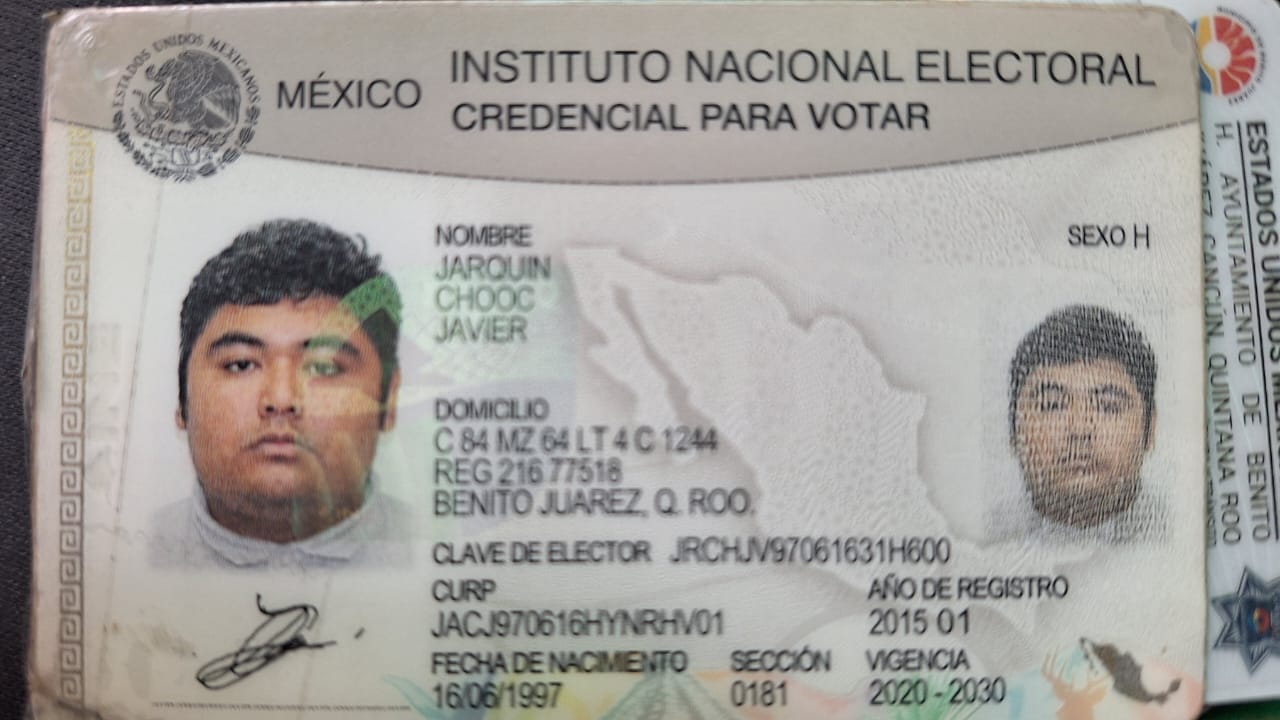 ESTADOS UNIDOS MEXICANOS
MÉXICO
INSTITUTO NACIONAL ELECTORAL
CREDENCIAL PARA VOTAR
NOMBRE
JARQUIN
CHOOC
JAVIER
SEXO H
DOMICILIO
C 84 MZ 64 LT 4 C 1244
REG 216 77518
BENITO JUAREZ, Q. ROO.
CLAVE DE ELECTOR JRCHJV97061631H600
CURP
JACJ970616HYNRHV01
AÑO DE REGISTRO
2015 01
FECHA DE NACIMIENTO
16/06/1997
SECCIÓN
0181
VIGENCIA
2020 - 2030
ESTADOS UNIDOS
H. AYUNTAMIENTO DE BENITO
CANCÚN, QUINTANA ROO